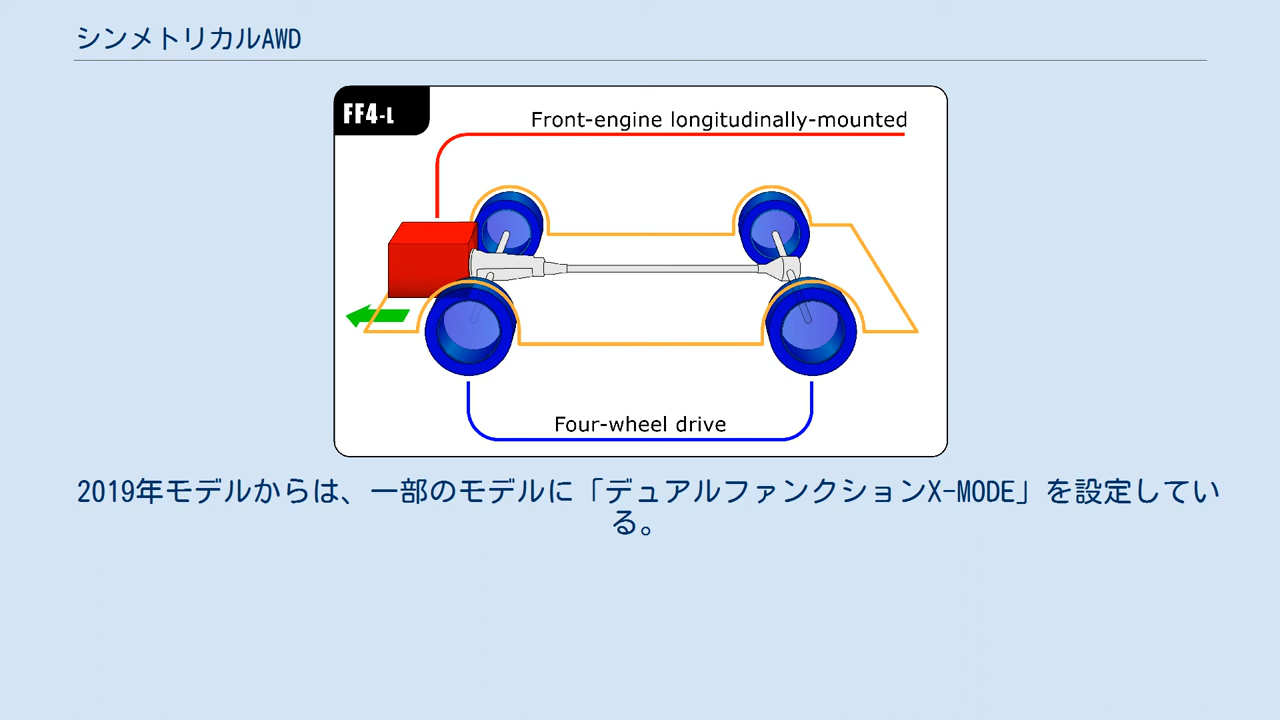 シンメトリカルAWD
FF4-L
Front-engine longitudinally-mounted
Four-wheel drive
2019年モデルからは、一部のモデルに「デュアルファンクションX-MODE」を設定してい
る。